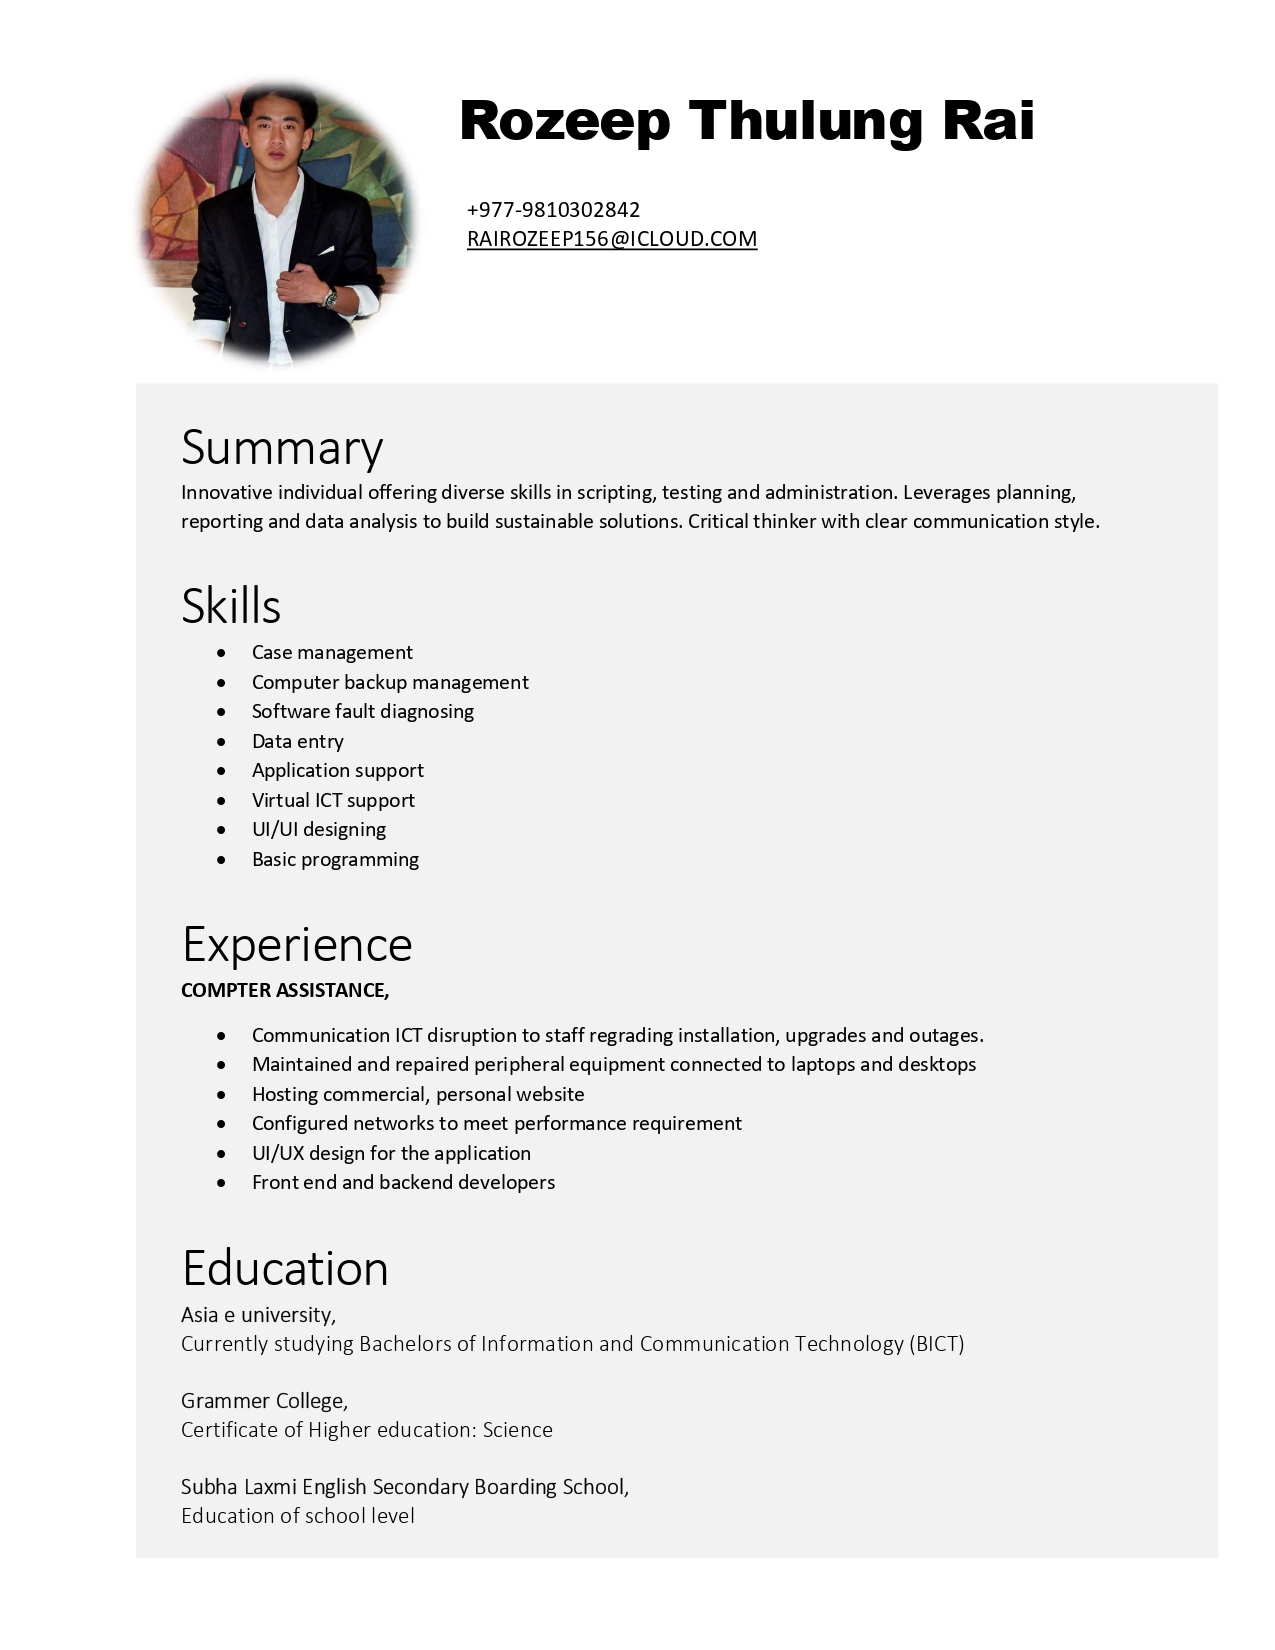 Rozeep Thulung Rai
+977-9810302842
RAIROZEEP156@ICLOUD.COM
Summary
Innovative individual offering diverse skills in scripting, testing and administration. Leverages planning,
reporting and data analysis to build sustainable solutions. Critical thinker with clear communication style.
Skills
• Case management
• Computer backup management
• Software fault diagnosing
• Data entry
• Application support
• Virtual ICT support
• UI/UI designing
• Basic programming
Experience
COMPTER ASSISTANCE,
• Communication ICT disruption to staff regrading installation, upgrades and outages.
• Maintained and repaired peripheral equipment connected to laptops and desktops
• Hosting commercial, personal website
• Configured networks to meet performance requirement
• UI/UX design for the application
• Front end and backend developers
Education
Asia e university,
Currently studying Bachelors of Information and Communication Technology (BICT)
Grammer College,
Certificate of Higher education: Science
Subha Laxmi English Secondary Boarding School,
Education of school level